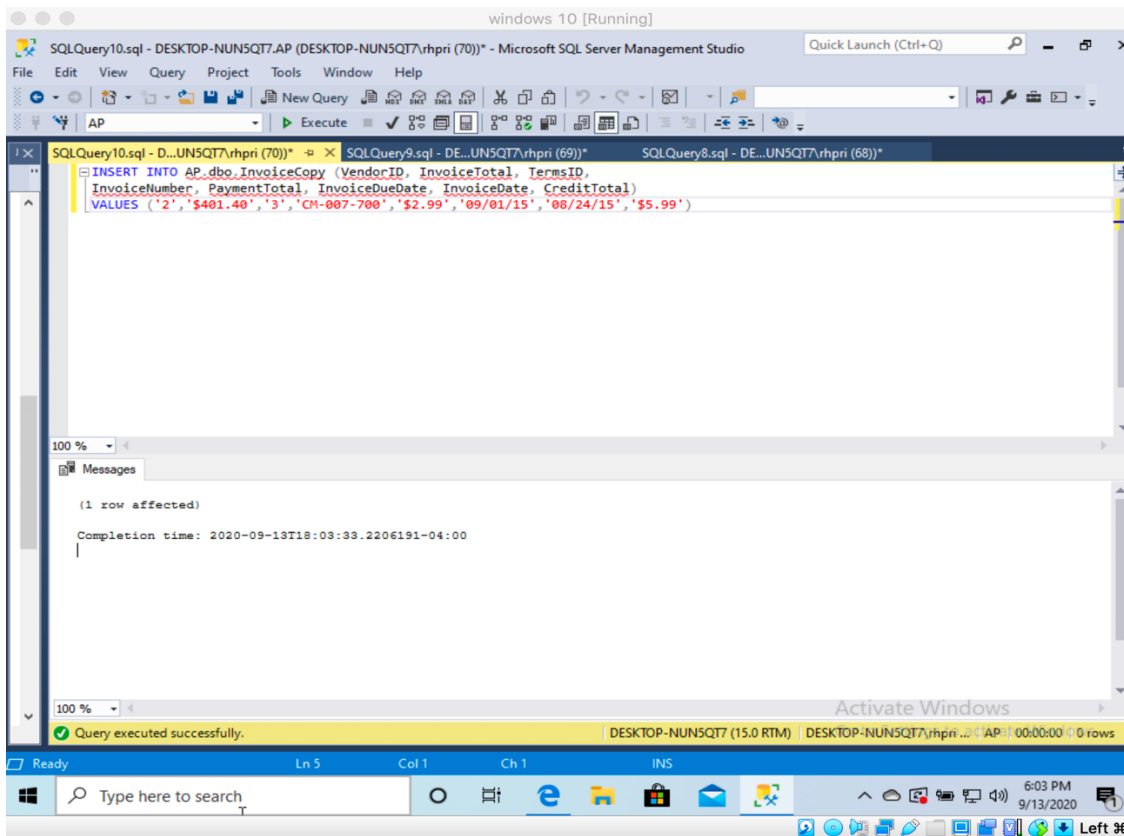 windows 10 [Running]
SQLQuery10.sql - DESKTOP-NUN5QT7.AP (DESKTOP-NUN5QT7\rhpri (70))* - Microsoft SQL Server Management Studio
Quick Launch (Ctrl+Q)
File Edit View Query Project Tools Window Help
New Query
AP
Execute
SQLQuery10.sql - D...UN5QT7\rhpri (70))* SQLQuery9.sql - DE...UN5QT7\rhpri (69))* SQLQuery8.sql - DE...UN5QT7\rhpri (68))*
INSERT INTO AP.dbo.InvoiceCopy (VendorID, InvoiceTotal, TermsID,
InvoiceNumber, PaymentTotal, InvoiceDueDate, InvoiceDate, CreditTotal)
VALUES ('2','$401.40','3','CM-007-700','$2.99','09/01/15','08/24/15','$5.99')
100 %
Messages
(1 row affected)
Completion time: 2020-09-13T18:03:33.2206191-04:00
100 %
Activate Windows
Query executed successfully. DESKTOP-NUN5QT7 (15.0 RTM) DESKTOP-NUN5QT7\rhpri ... AP 00:00:00 0 rows
Ready Ln 5 Col 1 Ch 1 INS
Type here to search
6:03 PM
9/13/2020
1
Left ⌘